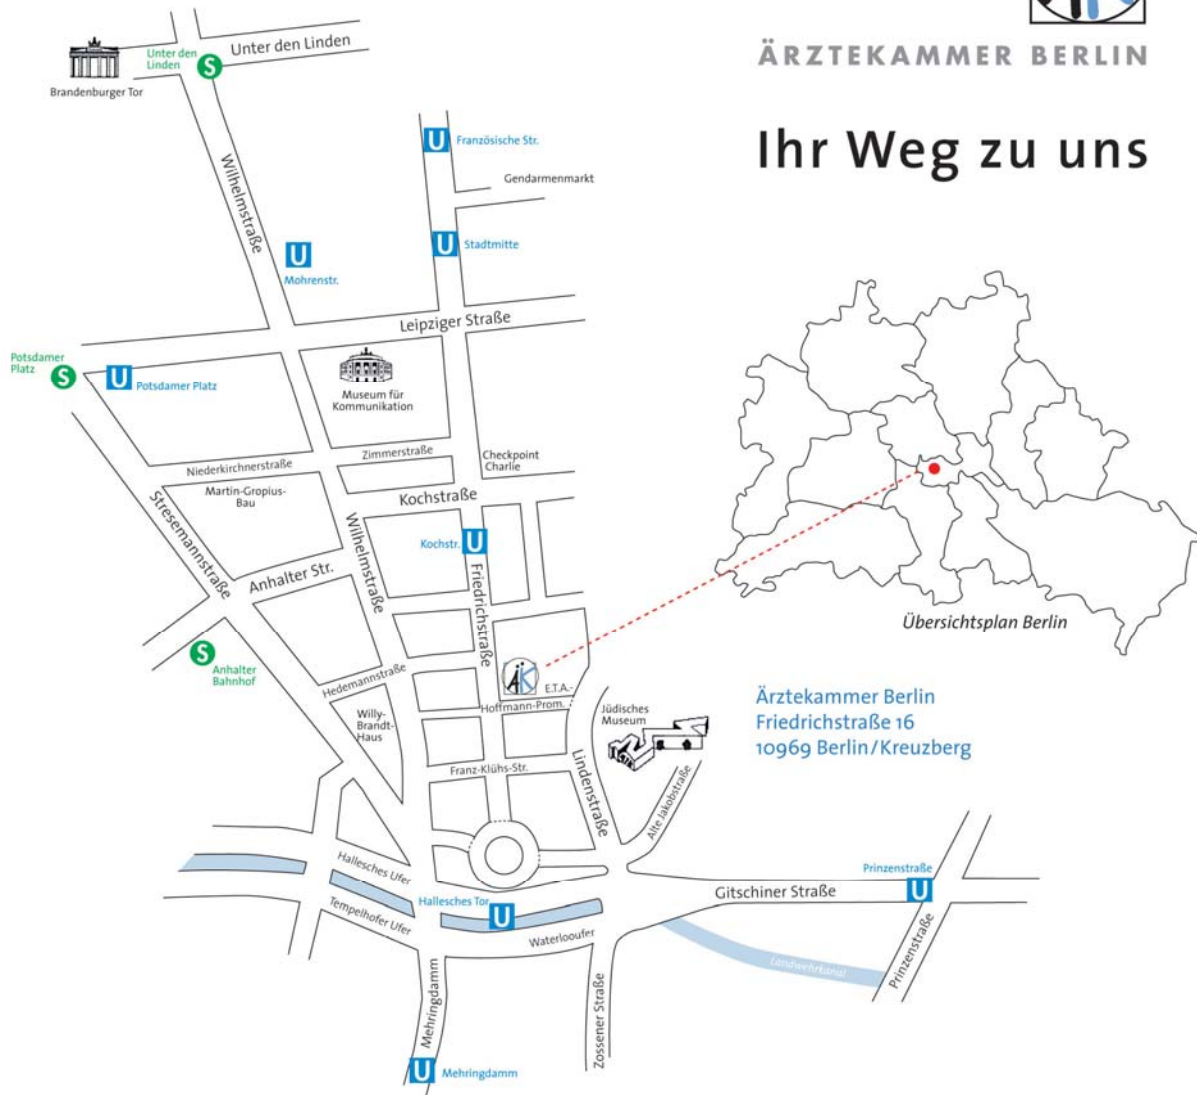 ÄK
ÄRZTEKAMMER BERLIN
Ihr Weg zu uns
Unter den
Linden
S
Unter den Linden
Brandenburger Tor
Wilhelmstraße
U
Französische Str.
Gendarmenmarkt
U
Stadtmitte
U
Mohrenstr.
Leipziger Straße
Potsdamer
Platz
S
U
Potsdamer Platz
Museum für
Kommunikation
Niederkirchnerstraße
Zimmerstraße
Checkpoint
Charlie
Martin-Gropius-
Bau
Kochstraße
Stresemannstraße
Wilhelmstraße
Kochstr.
U
Friedrichstraße
Anhalter Str.
S
Anhalter
Bahnhof
Hedemannstraße
ÄK
E.T.A.-
Hoffmann-Prom.
Willy-
Brandt-
Haus
Jüdisches
Museum
Franz-Klühs-Str.
Lindenstraße
Alte Jakobstraße
Übersichtsplan Berlin
Ärztekammer Berlin
Friedrichstraße 16
10969 Berlin/Kreuzberg
Hallesches Ufer
Tempelhofer Ufer
Hallesches Tor
U
Waterlooufer
Gitschiner Straße
Prinzenstraße
U
Prinzenstraße
Landwehrkanal
Mehringdamm
Zossener Straße
U
Mehringdamm